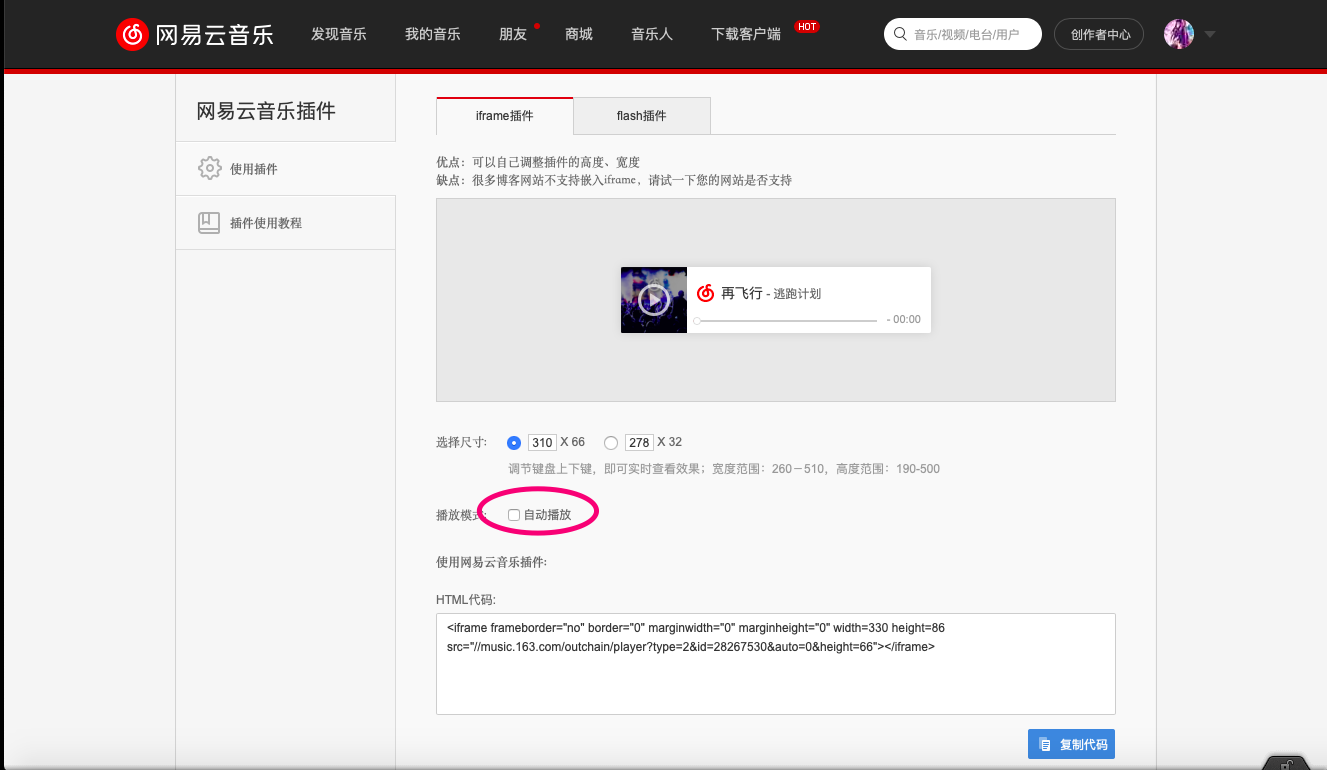 网易云音乐 发现音乐 我的音乐 朋友 商城 音乐人 下载客户端 HOT 音乐/视频/电台/用户 创作者中心
网易云音乐插件
使用插件
插件使用教程
iframe插件 flash插件
优点：可以自己调整插件的高度、宽度
缺点：很多博客网站不支持嵌入iframe，请试一下您的网站是否支持
再飞行 - 逃跑计划
- 00:00
选择尺寸: 310 X 66 278 X 32
调节键盘上下键，即可实时查看效果；宽度范围：260－510，高度范围：190-500
播放模式: 自动播放
使用网易云音乐插件:
HTML代码:
<iframe frameborder="no" border="0" marginwidth="0" marginheight="0" width=330 height=86
src="//music.163.com/outchain/player?type=2&id=28267530&auto=0&height=66"></iframe>
复制代码